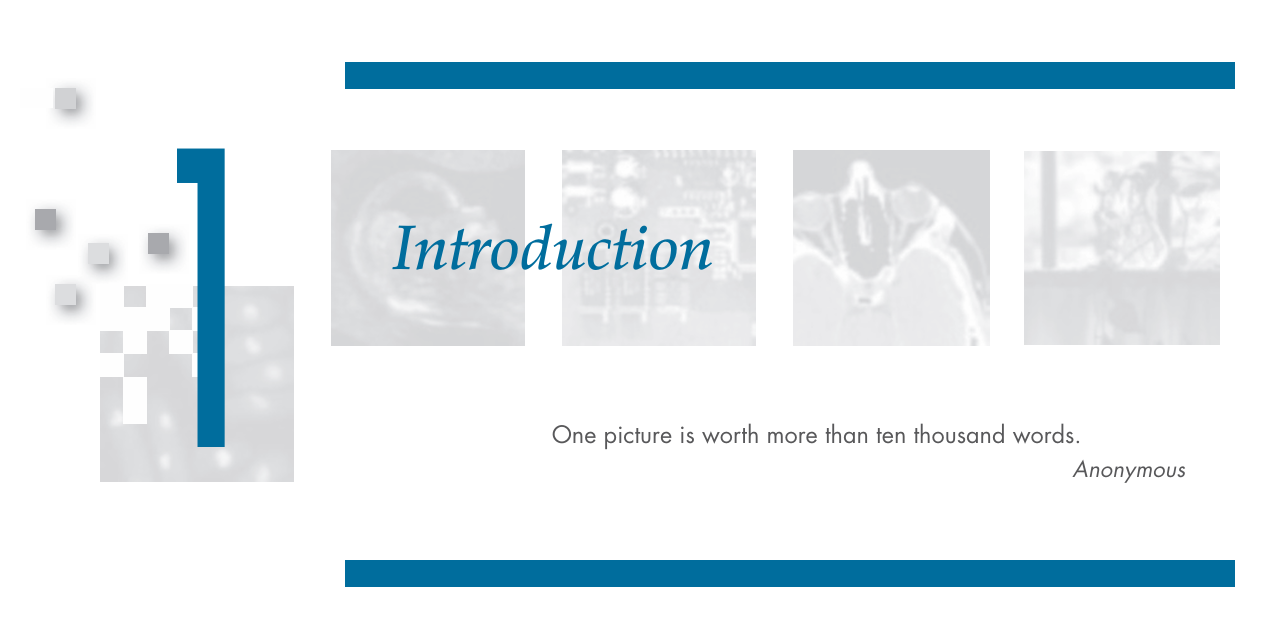 1
Introduction
One picture is worth more than ten thousand words.
Anonymous